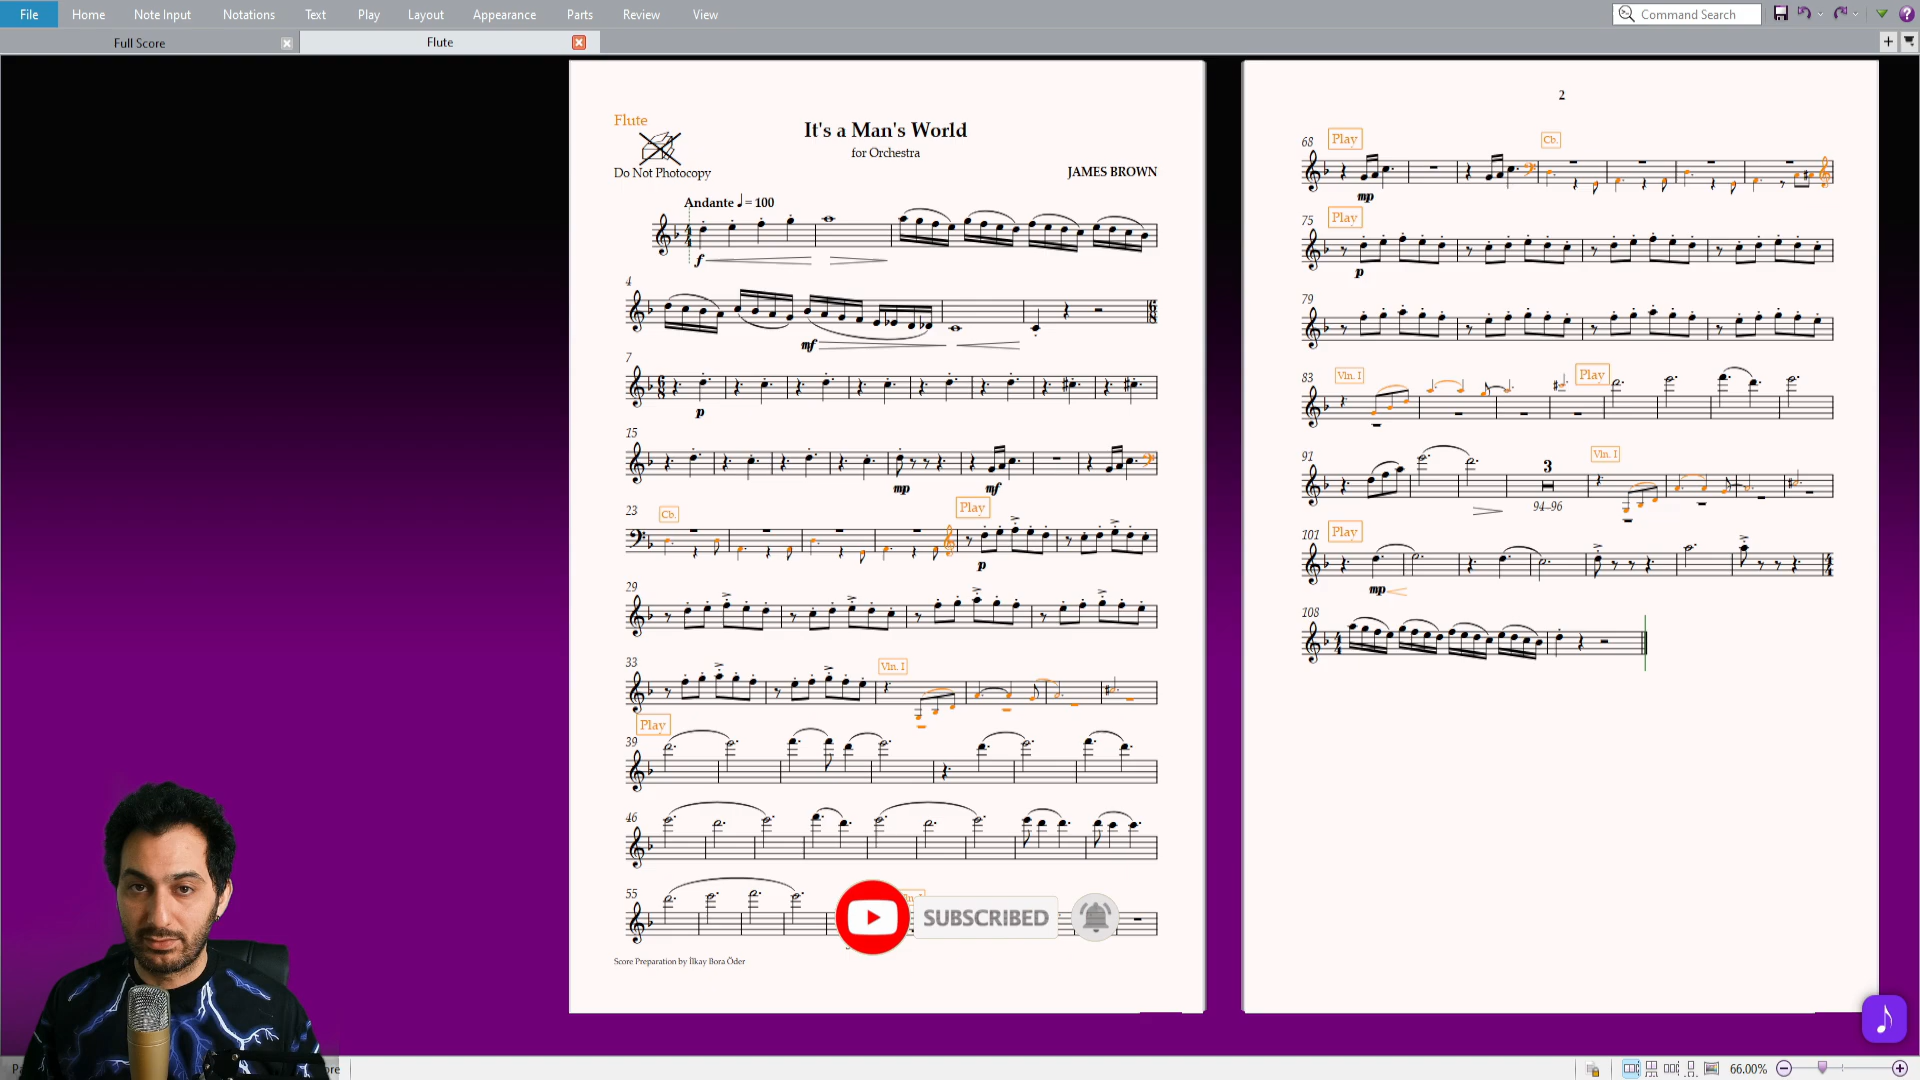 File Home Note Input Notations Text Play Layout Appearance Parts Review View Command Search
Full Score Flute
Flute
Do Not Photocopy
It's a Man's World
for Orchestra
JAMES BROWN
Andante ♩ = 100
f
4
mf
7
p
15
mp mf
23 Cb. Play
p
29
33 Vln. I
Play
39
46
55
SUBSCRIBED
Score Preparation by İlkay Bora Öder
2
68 Play Cb.
mp
75 Play
p
79
83 Vln. I Play
91 3 Vln. I
94–96
101 Play
mp
108
66.00%